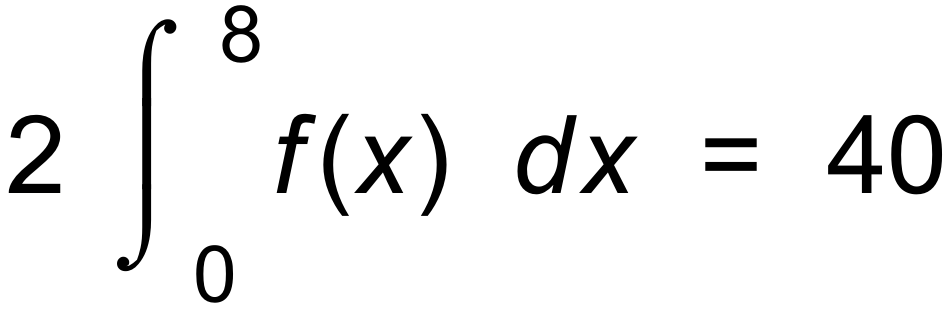 2 ∫₀⁸ f(x) dx = 40